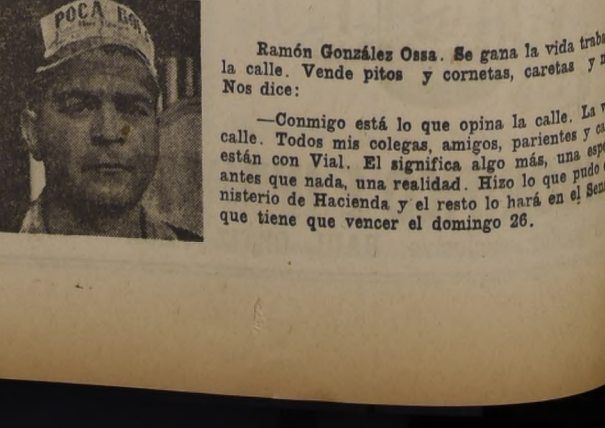 POCA
Ramón González Ossa. Se gana la vida
la calle. Vende pitos y cornetas, caretas y
Nos dice:
—Conmigo está lo que opina la calle. La
calle. Todos mis colegas, amigos, parientes y
están con Vial. El significa algo más, una
antes que nada, una realidad. Hizo lo que pudo
nisterio de Hacienda y el resto lo hará en el
que tiene que vencer el domingo 26.